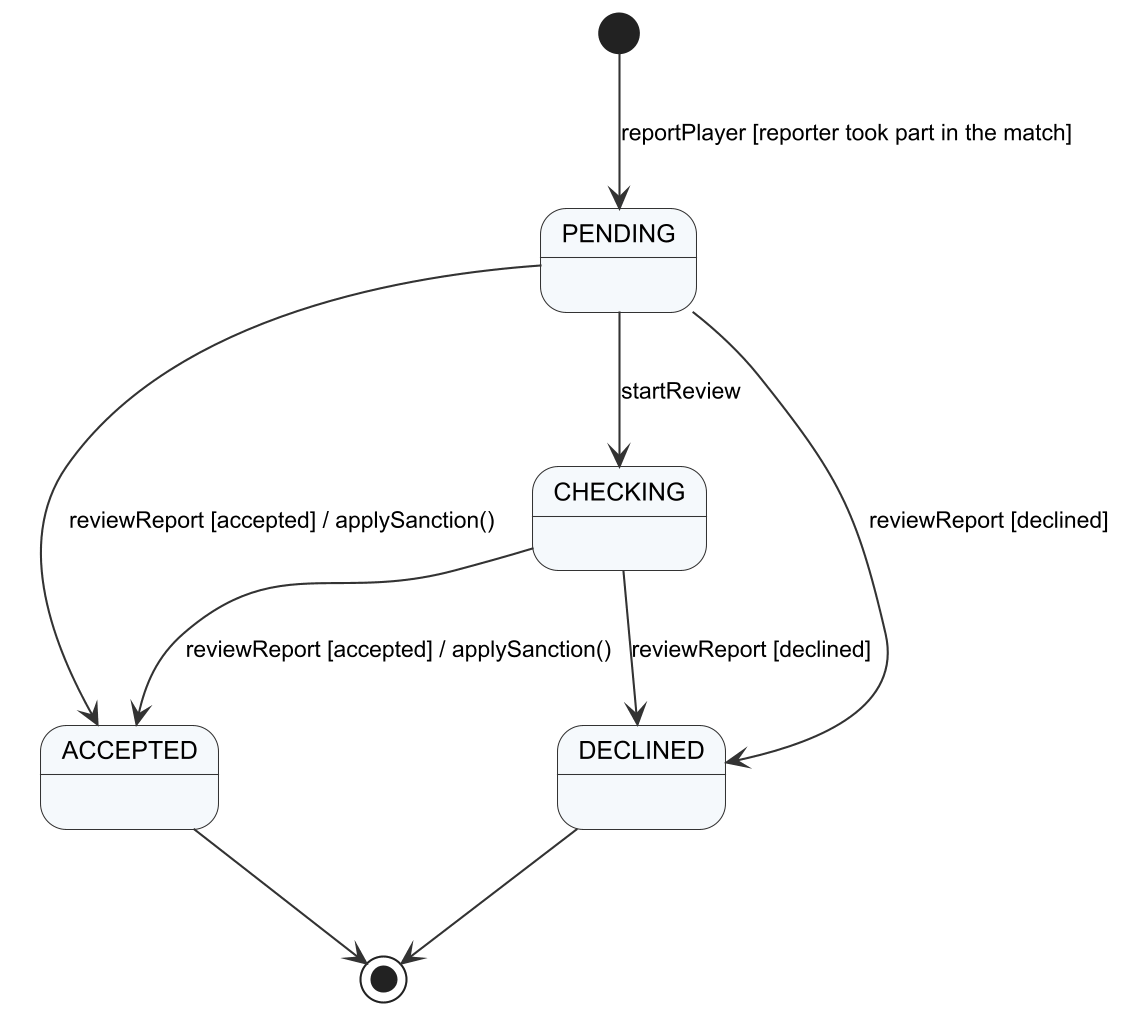 reportPlayer [reporter took part in the match]
PENDING
startReview
CHECKING
reviewReport [accepted] / applySanction()
reviewReport [declined]
reviewReport [accepted] / applySanction()
reviewReport [declined]
ACCEPTED
DECLINED